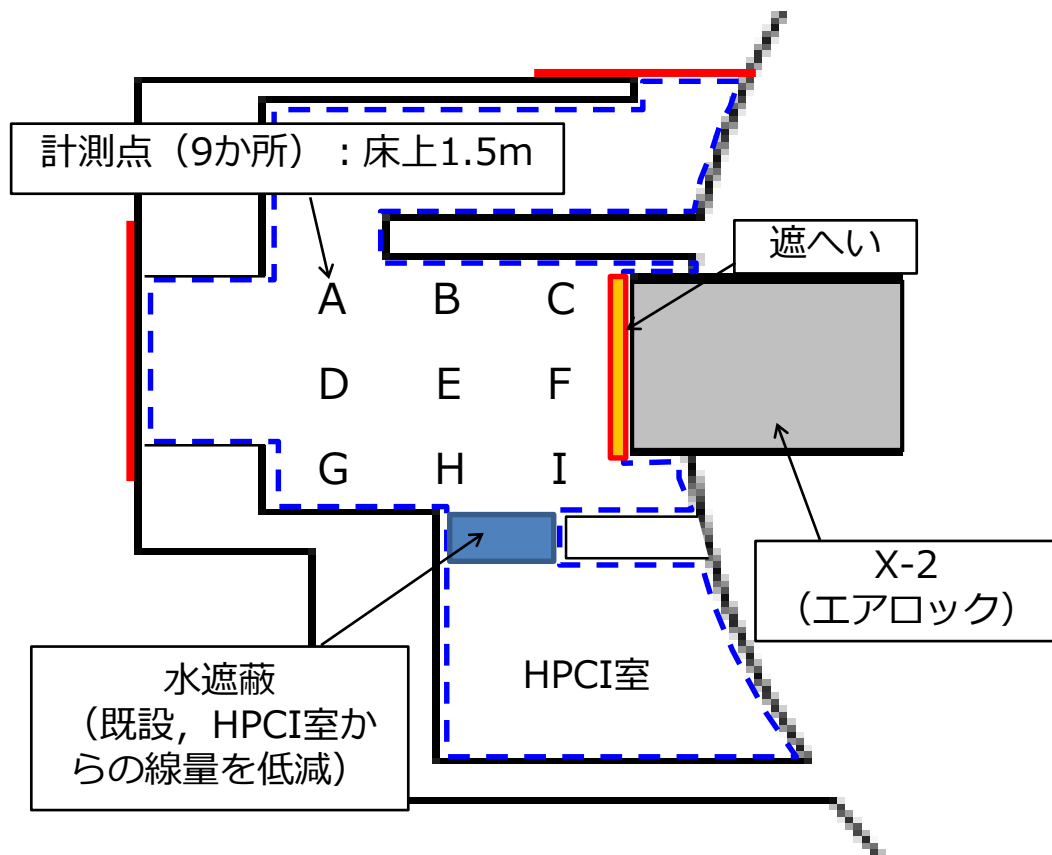 計測点（9か所）：床上1.5m
遮へい
A B C
D E F
G H I
X-2
（エアロック）
HPCI室
水遮蔽
（既設，HPCI室か
らの線量を低減）